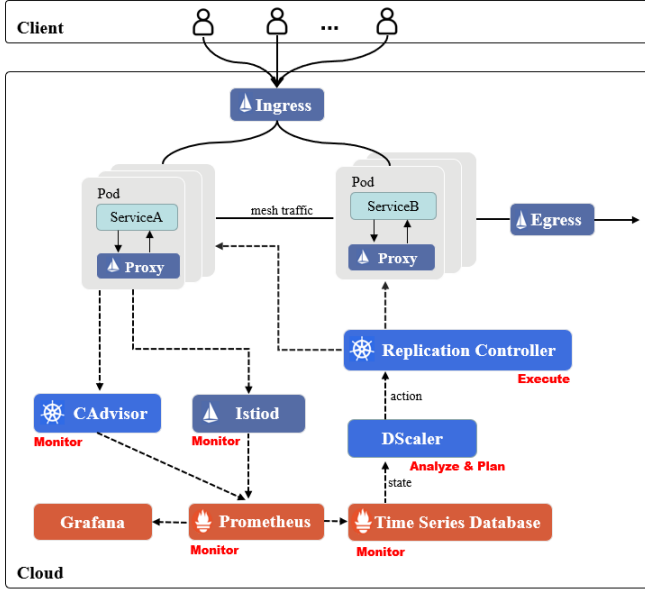 Client
...
Ingress
Pod
ServiceA
Proxy
mesh traffic
Pod
ServiceB
Proxy
Egress
Replication Controller
Execute
action
CAdvisor
Monitor
Istiod
Monitor
DScaler
Analyze & Plan
state
Grafana
Prometheus
Monitor
Time Series Database
Monitor
Cloud